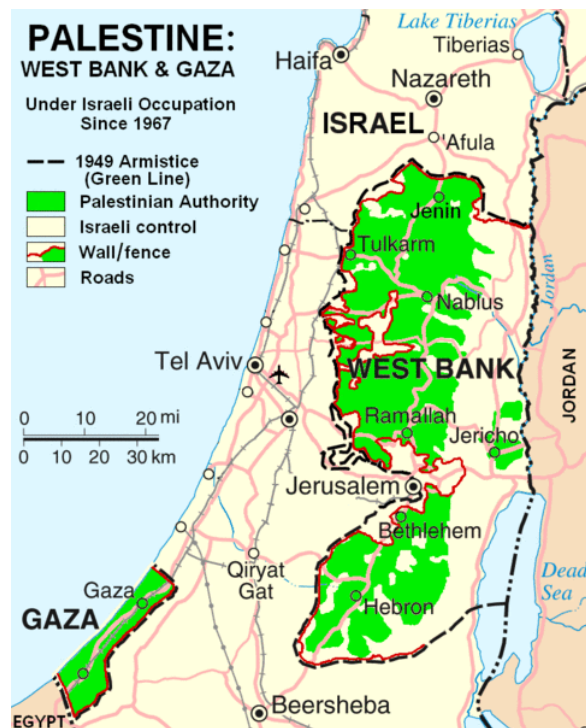 PALESTINE:
WEST BANK & GAZA
Under Israeli Occupation
Since 1967
1949 Armistice
(Green Line)
Palestinian Authority
Israeli control
Wall/fence
Roads
Lake Tiberias
Tiberias
Haifa
Nazareth
ISRAEL
'Afula
Jenin
Tulkarm
Nablus
Jordan
Tel Aviv
WEST BANK
JORDAN
0 10 20 mi
0 10 20 30 km
Ramallah
Jericho
Jerusalem
Bethlehem
Qiryat
Gat
Dead
Sea
Gaza
GAZA
Hebron
Beersheba
EGYPT